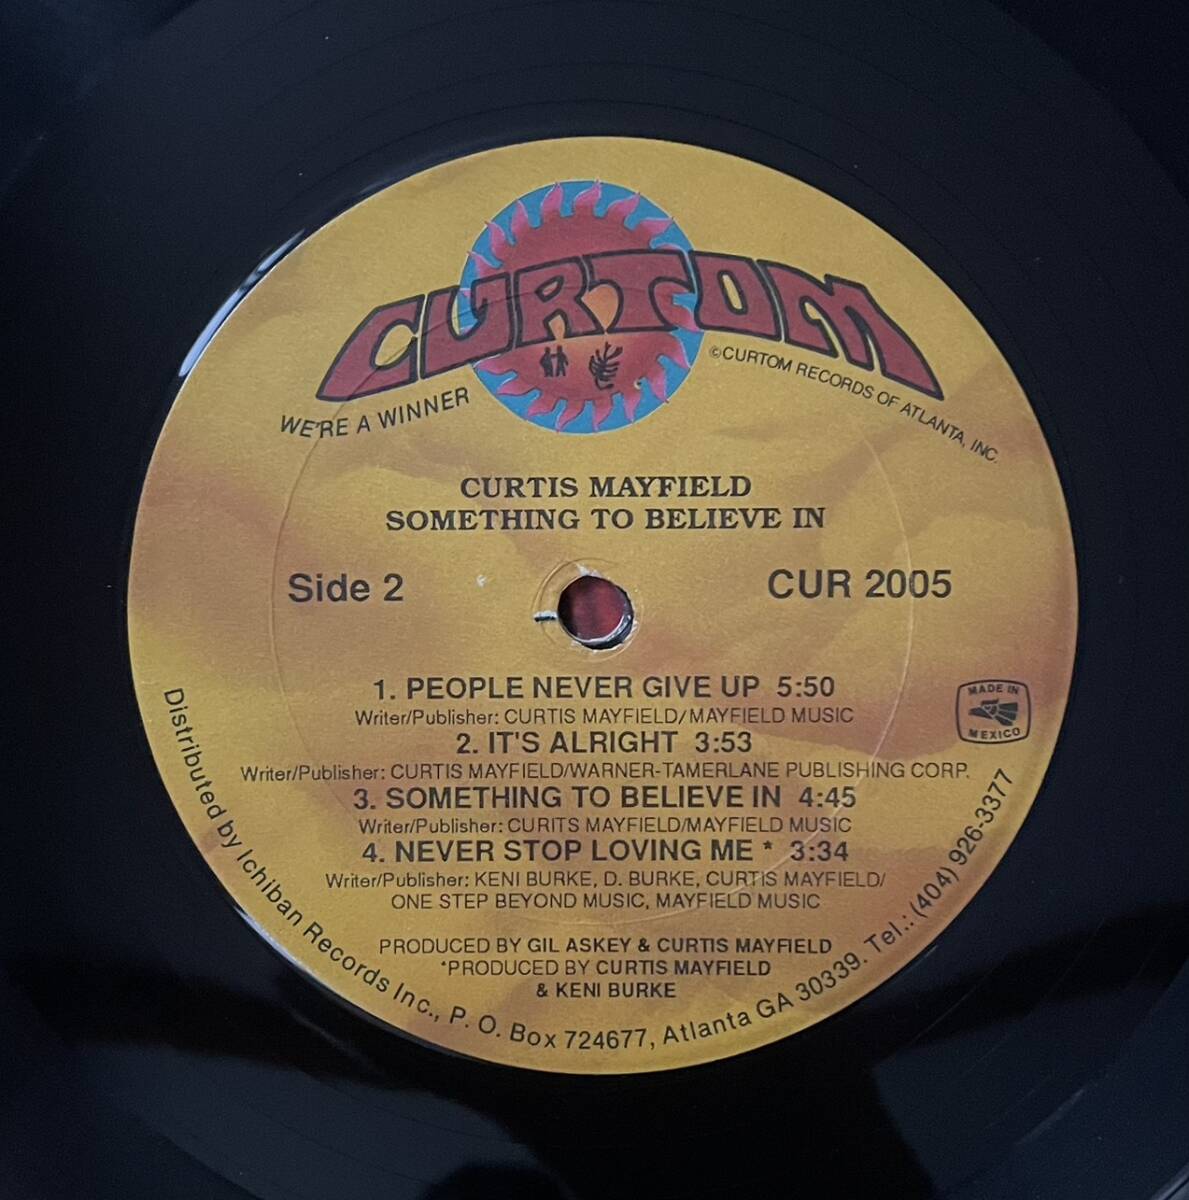 CURTOM
WE'RE A WINNER
©CURTOM RECORDS OF ATLANTA, INC.
CURTIS MAYFIELD
SOMETHING TO BELIEVE IN
Side 2
CUR 2005
1. PEOPLE NEVER GIVE UP 5:50
Writer/Publisher: CURTIS MAYFIELD/MAYFIELD MUSIC
2. IT'S ALRIGHT 3:53
Writer/Publisher: CURTIS MAYFIELD/WARNER-TAMERLANE PUBLISHING CORP.
3. SOMETHING TO BELIEVE IN 4:45
Writer/Publisher: CURITS MAYFIELD/MAYFIELD MUSIC
4. NEVER STOP LOVING ME * 3:34
Writer/Publisher: KENI BURKE, D. BURKE, CURTIS MAYFIELD/
ONE STEP BEYOND MUSIC, MAYFIELD MUSIC
MADE IN
MEXICO
PRODUCED BY GIL ASKEY & CURTIS MAYFIELD
*PRODUCED BY CURTIS MAYFIELD
& KENI BURKE
Distributed by Ichiban Records Inc., P. O. Box 724677, Atlanta GA 30339. Tel.: (404) 926-3377